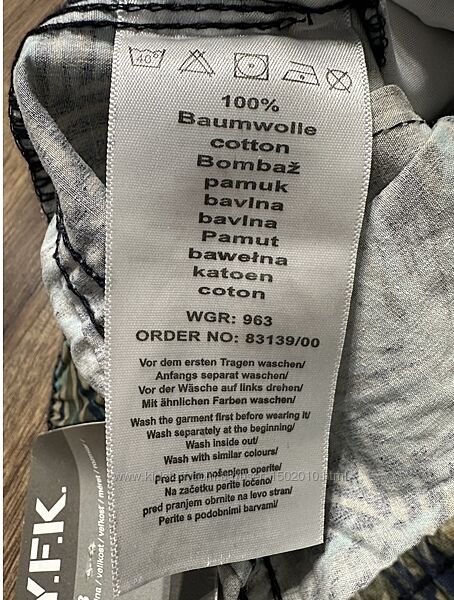 40°
100%
Baumwolle
cotton
Bombaž
pamuk
bavlna
bavlna
Pamut
bawełna
katoen
coton
WGR: 963
ORDER NO: 83139/00
Vor dem ersten Tragen waschen/
Anfangs separat waschen/
Vor der Wäsche auf links drehen/
Mit ähnlichen Farben waschen/
Wash the garment first before wearing it/
Wash separately at the beginning/
Wash inside out/
Wash with similar colours/
Pred prvim nošenjem operite/
Na začetku perite ločeno/
pred pranjem obrnite na levo stran/
Perite s podobnimi barvami/
Y.F.K.